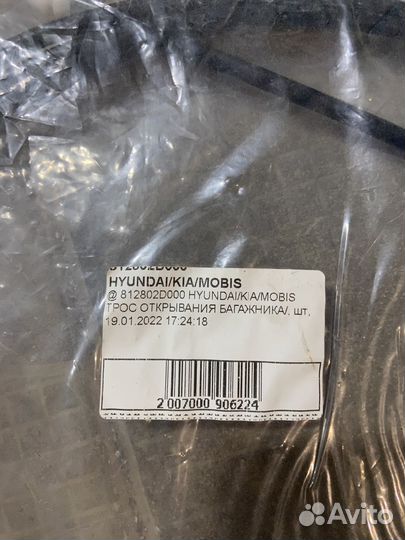 812802D000
HYUNDAI/KIA/MOBIS
@ 812802D000 HYUNDAI/KIA/MOBIS
ТРОС ОТКРЫВАНИЯ БАГАЖНИКА/, шт,
19.01.2022 17:24:18
2 007000 906224
Avito